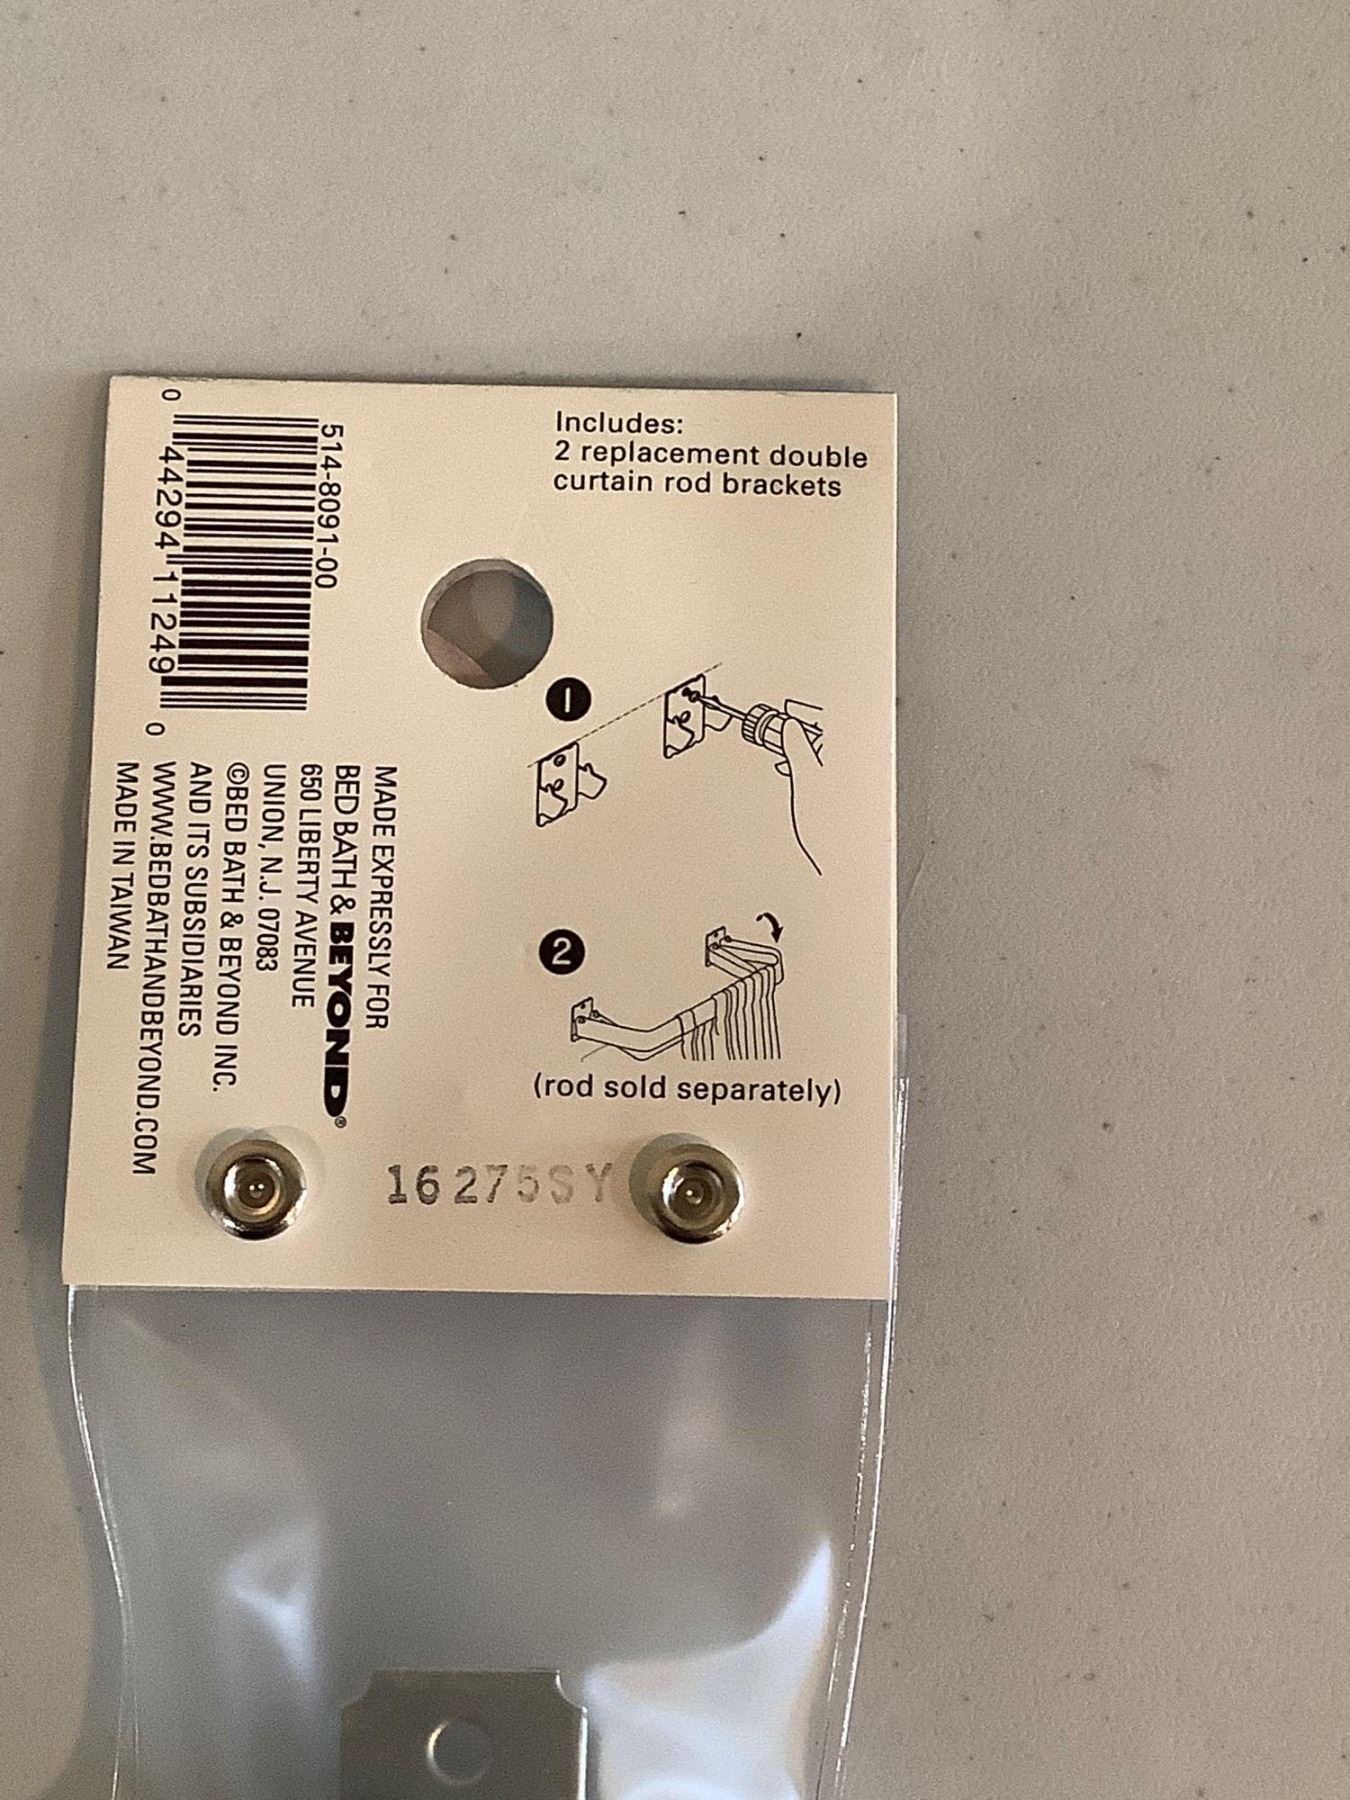 Includes:
2 replacement double
curtain rod brackets
1
2
(rod sold separately)
16275SY
514-8091-00
0 44294 11249 0
MADE EXPRESSLY FOR
BED BATH & BEYOND®
650 LIBERTY AVENUE
UNION, N.J. 07083
©BED BATH & BEYOND INC.
AND ITS SUBSIDIARIES
WWW.BEDBATHANDBEYOND.COM
MADE IN TAIWAN